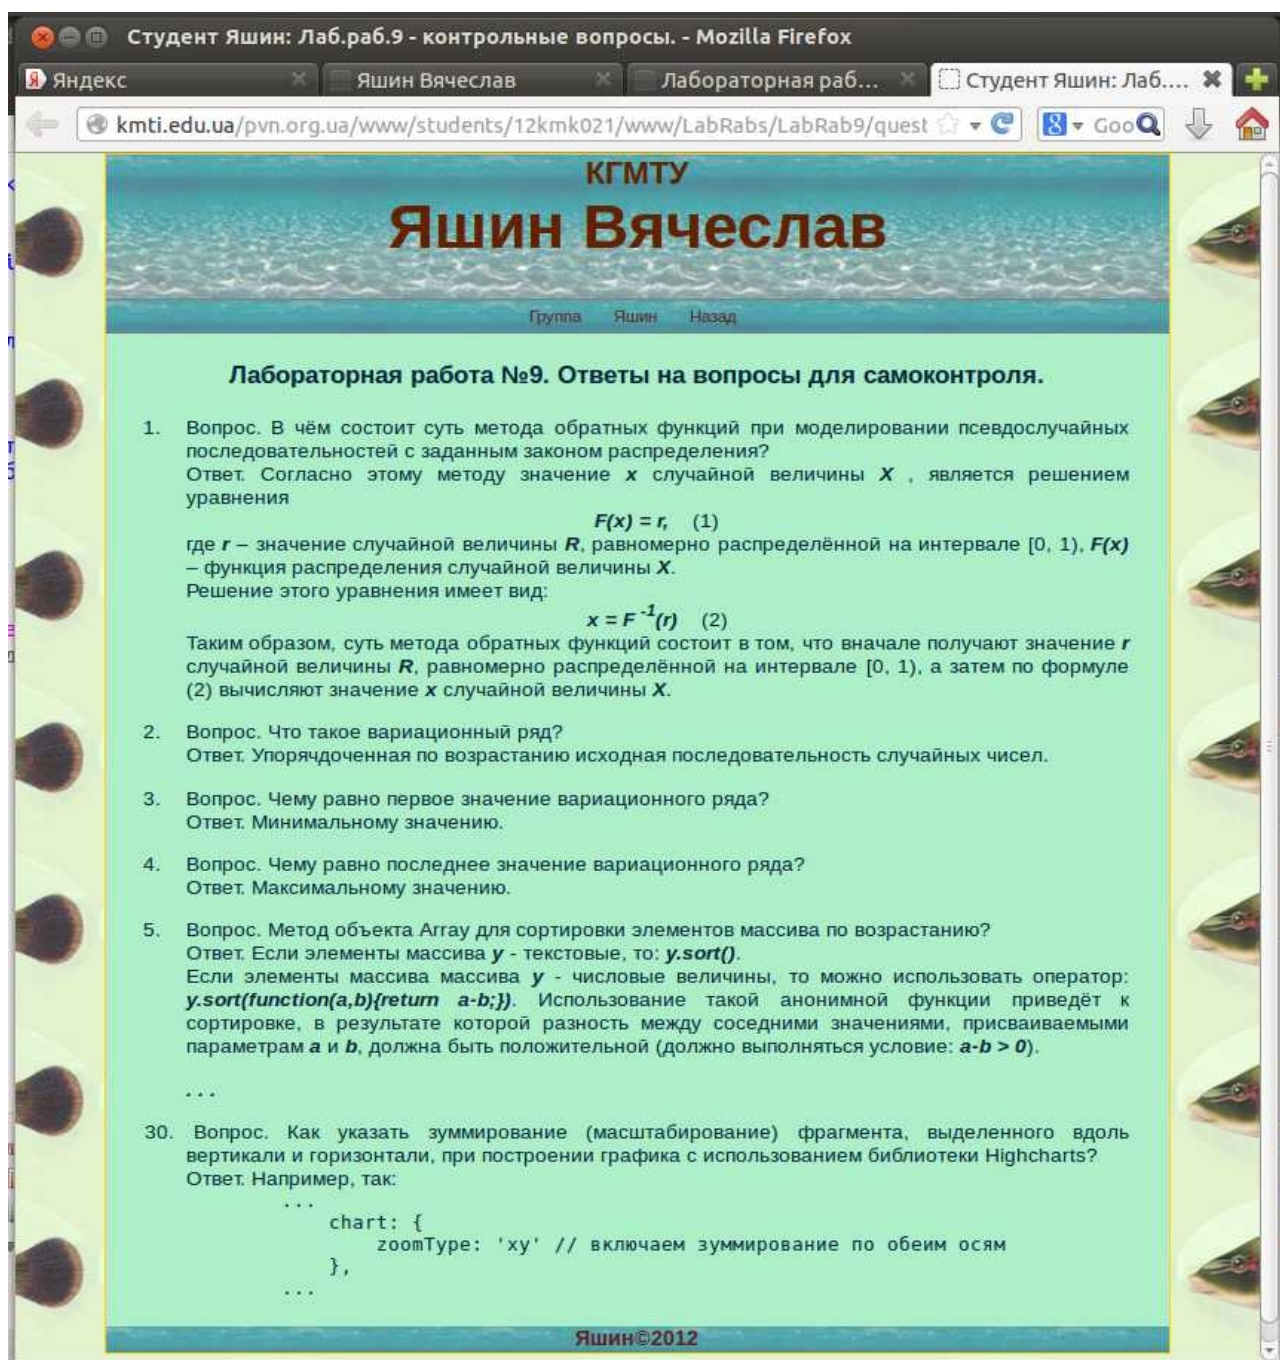 Студент Яшин: Лаб.раб.9 - контрольные вопросы. - Mozilla Firefox
Яндекс
Яшин Вячеслав
Лабораторная раб...
Студент Яшин: Лаб....
kmti.edu.ua/pvn.org.ua/www/students/12kmk021/www/LabRabs/LabRab9/quest
Goo
КГМТУ
Яшин Вячеслав
Группа Яшин Назад
Лабораторная работа №9. Ответы на вопросы для самоконтроля.
1. Вопрос. В чём состоит суть метода обратных функций при моделировании псевдослучайных
последовательностей с заданным законом распределения?
Ответ. Согласно этому методу значение x случайной величины X , является решением
уравнения
F(x) = r, (1)
где r – значение случайной величины R, равномерно распределённой на интервале [0, 1), F(x)
– функция распределения случайной величины X.
Решение этого уравнения имеет вид:
x = F ⁻¹(r) (2)
Таким образом, суть метода обратных функций состоит в том, что вначале получают значение r
случайной величины R, равномерно распределённой на интервале [0, 1), а затем по формуле
(2) вычисляют значение x случайной величины X.
2. Вопрос. Что такое вариационный ряд?
Ответ. Упорячдоченная по возрастанию исходная последовательность случайных чисел.
3. Вопрос. Чему равно первое значение вариационного ряда?
Ответ. Минимальному значению.
4. Вопрос. Чему равно последнее значение вариационного ряда?
Ответ. Максимальному значению.
5. Вопрос. Метод объекта Array для сортировки элементов массива по возрастанию?
Ответ. Если элементы массива y - текстовые, то: y.sort().
Если элементы массива массива y - числовые величины, то можно использовать оператор:
y.sort(function(a,b){return a-b;}). Использование такой анонимной функции приведёт к
сортировке, в результате которой разность между соседними значениями, присваиваемыми
параметрам a и b, должна быть положительной (должно выполняться условие: a-b > 0).
. . .
30. Вопрос. Как указать зуммирование (масштабирование) фрагмента, выделенного вдоль
вертикали и горизонтали, при построении графика с использованием библиотеки Highcharts?
Ответ. Например, так:
...
chart: {
zoomType: 'xy' // включаем зуммирование по обеим осям
},
...
Яшин©2012